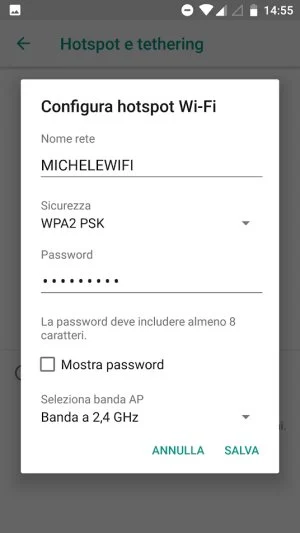 14:55
Hotspot e tethering
Configura hotspot Wi-Fi
Nome rete
MICHELEWIFI
Sicurezza
WPA2 PSK
Password
•••••••••
La password deve includere almeno 8
caratteri.
Mostra password
Seleziona banda AP
Banda a 2,4 GHz
ANNULLA SALVA